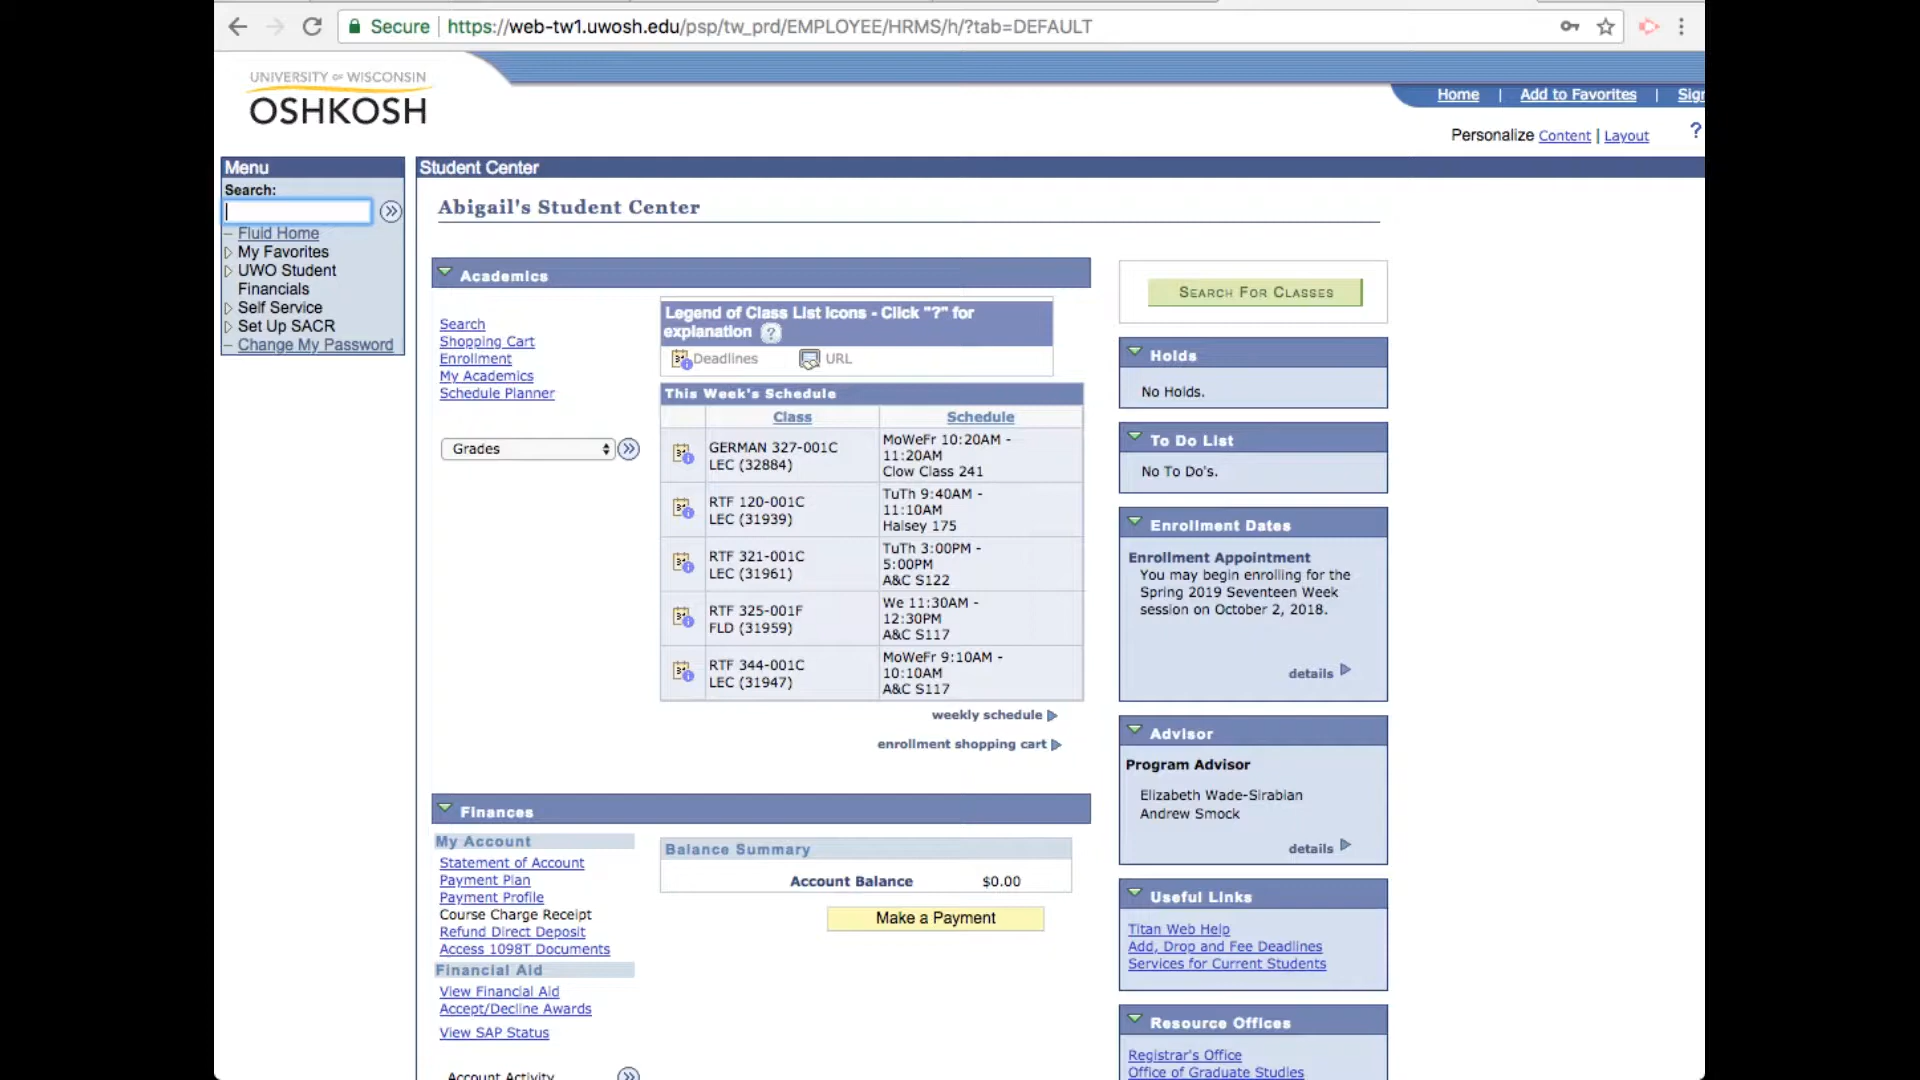 Secure https://web-tw1.uwosh.edu/psp/tw_prd/EMPLOYEE/HRMS/h/?tab=DEFAULT
UNIVERSITY of WISCONSIN
OSHKOSH
Home | Add to Favorites |
Personalize Content | Layout ?
Menu
Search:
Fluid Home
My Favorites
UWO Student
Financials
Self Service
Set Up SACR
Change My Password
Student Center
Abigail's Student Center
Academics
Search
Shopping Cart
Enrollment
My Academics
Schedule Planner
Grades
Legend of Class List Icons - Click "?" for
explanation ?
Deadlines URL
This Week's Schedule
Class Schedule
GERMAN 327-001C
LEC (32884)
MoWeFr 10:20AM -
11:20AM
Clow Class 241
RTF 120-001C
LEC (31939)
TuTh 9:40AM -
11:10AM
Halsey 175
RTF 321-001C
LEC (31961)
TuTh 3:00PM -
5:00PM
A&C S122
RTF 325-001F
FLD (31959)
We 11:30AM -
12:30PM
A&C S117
RTF 344-001C
LEC (31947)
MoWeFr 9:10AM -
10:10AM
A&C S117
weekly schedule
enrollment shopping cart
Finances
My Account
Statement of Account
Payment Plan
Payment Profile
Course Charge Receipt
Refund Direct Deposit
Access 1098T Documents
Financial Aid
View Financial Aid
Accept/Decline Awards
View SAP Status
Account Activity
Balance Summary
Account Balance $0.00
Make a Payment
Search For Classes
Holds
No Holds.
To Do List
No To Do's.
Enrollment Dates
Enrollment Appointment
You may begin enrolling for the
Spring 2019 Seventeen Week
session on October 2, 2018.
details
Advisor
Program Advisor
Elizabeth Wade-Sirabian
Andrew Smock
details
Useful Links
Titan Web Help
Add, Drop and Fee Deadlines
Services for Current Students
Resource Offices
Registrar's Office
Office of Graduate Studies